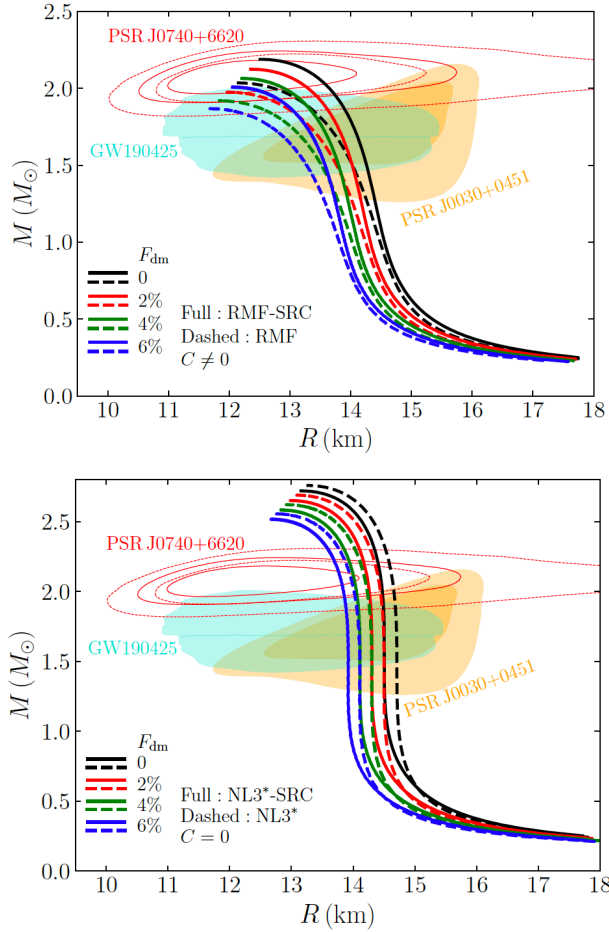 PSR J0740+6620
2.5
2.0
GW190425
1.5
PSR J0030+0451
M (M⊙)
1.0
F_dm
0
2%
4%
6%
Full : RMF-SRC
Dashed : RMF
C ≠ 0
0.5
0.0
10 11 12 13 14 15 16 17 18
R (km)
2.5
PSR J0740+6620
2.0
GW190425
1.5
PSR J0030+0451
M (M⊙)
1.0
F_dm
0
2%
4%
6%
Full : NL3*-SRC
Dashed : NL3*
C = 0
0.5
0.0
10 11 12 13 14 15 16 17 18
R (km)